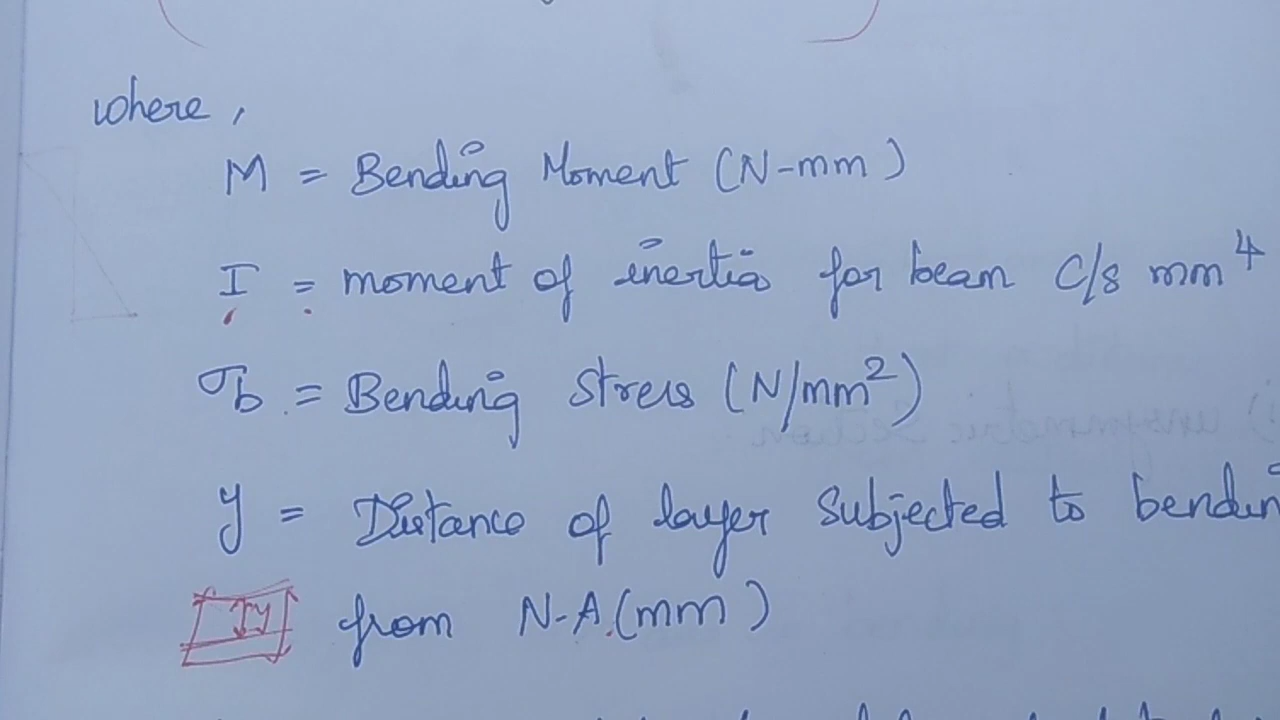 where,
M = Bending Moment (N-mm)
I = moment of inertia for beam c/s mm⁴
σb = Bending stress (N/mm²)
y = Distance of layer subjected to bendin
y from N-A.(mm)